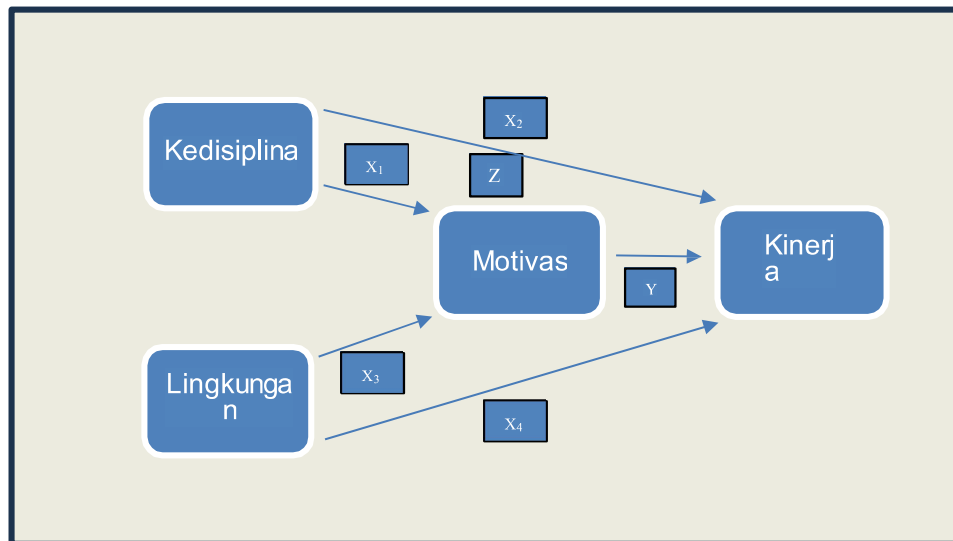 Kedisiplina
X₂
X₁
Z
Motivas
Kinerj
a
Y
Lingkunga
n
X₃
X₄